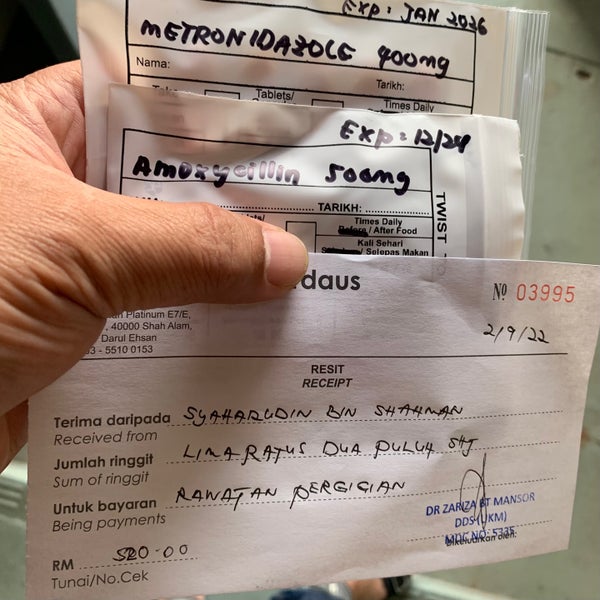 EXP: JAN 2026
METRONIDAZOLE 400mg
Nama:
Tarikh:
Tablets/
Times Daily
EXP: 12/24
Amoxycillin 500mg
TARIKH:
Times Daily
Before / After Food
Kali Sehari
/ Selepas Makan
TWIST
daus
Platinum E7/E,
, 40000 Shah Alam,
Darul Ehsan
- 5510 0153
Nº 03995
2/9/22
RESIT
RECEIPT
Terima daripada SYAHARUDIN BIN SHAHMAN
Received from
Jumlah ringgit LIMA RATUS DUA PULUH SHJ
Sum of ringgit
Untuk bayaran RAWATAN PERGIGIAN
Being payments
DR ZARIZA BT MANSOR
DDS (UKM)
MDC NO: 5335
Dikeluarkan oleh:
RM 520.00
Tunai/No.Cek